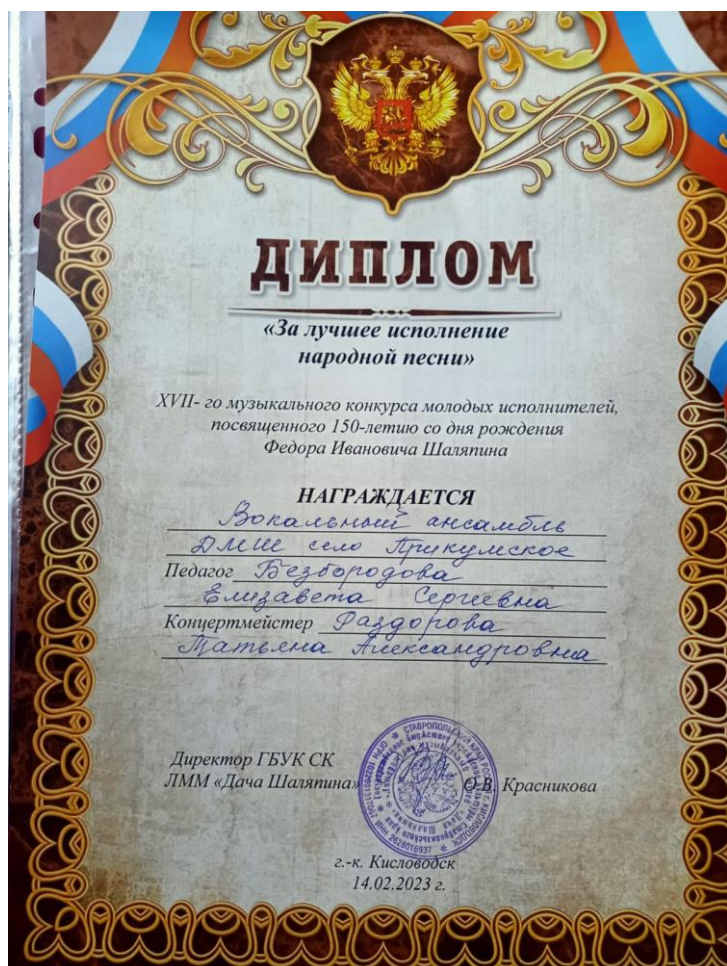 ДИПЛОМ
«За лучшее исполнение
народной песни»
XVII- го музыкального конкурса молодых исполнителей,
посвященного 150-летию со дня рождения
Федора Ивановича Шаляпина
НАГРАЖДАЕТСЯ
Вокальный ансамбль
ДМШ село Прикумское
Педагог Безбородова
Елизавета Сергеевна
Концертмейстер Раздорова
Татьяна Александровна
Директор ГБУК СК
ЛММ «Дача Шаляпина» О.В. Красникова
г.-к. Кисловодск
14.02.2023 г.